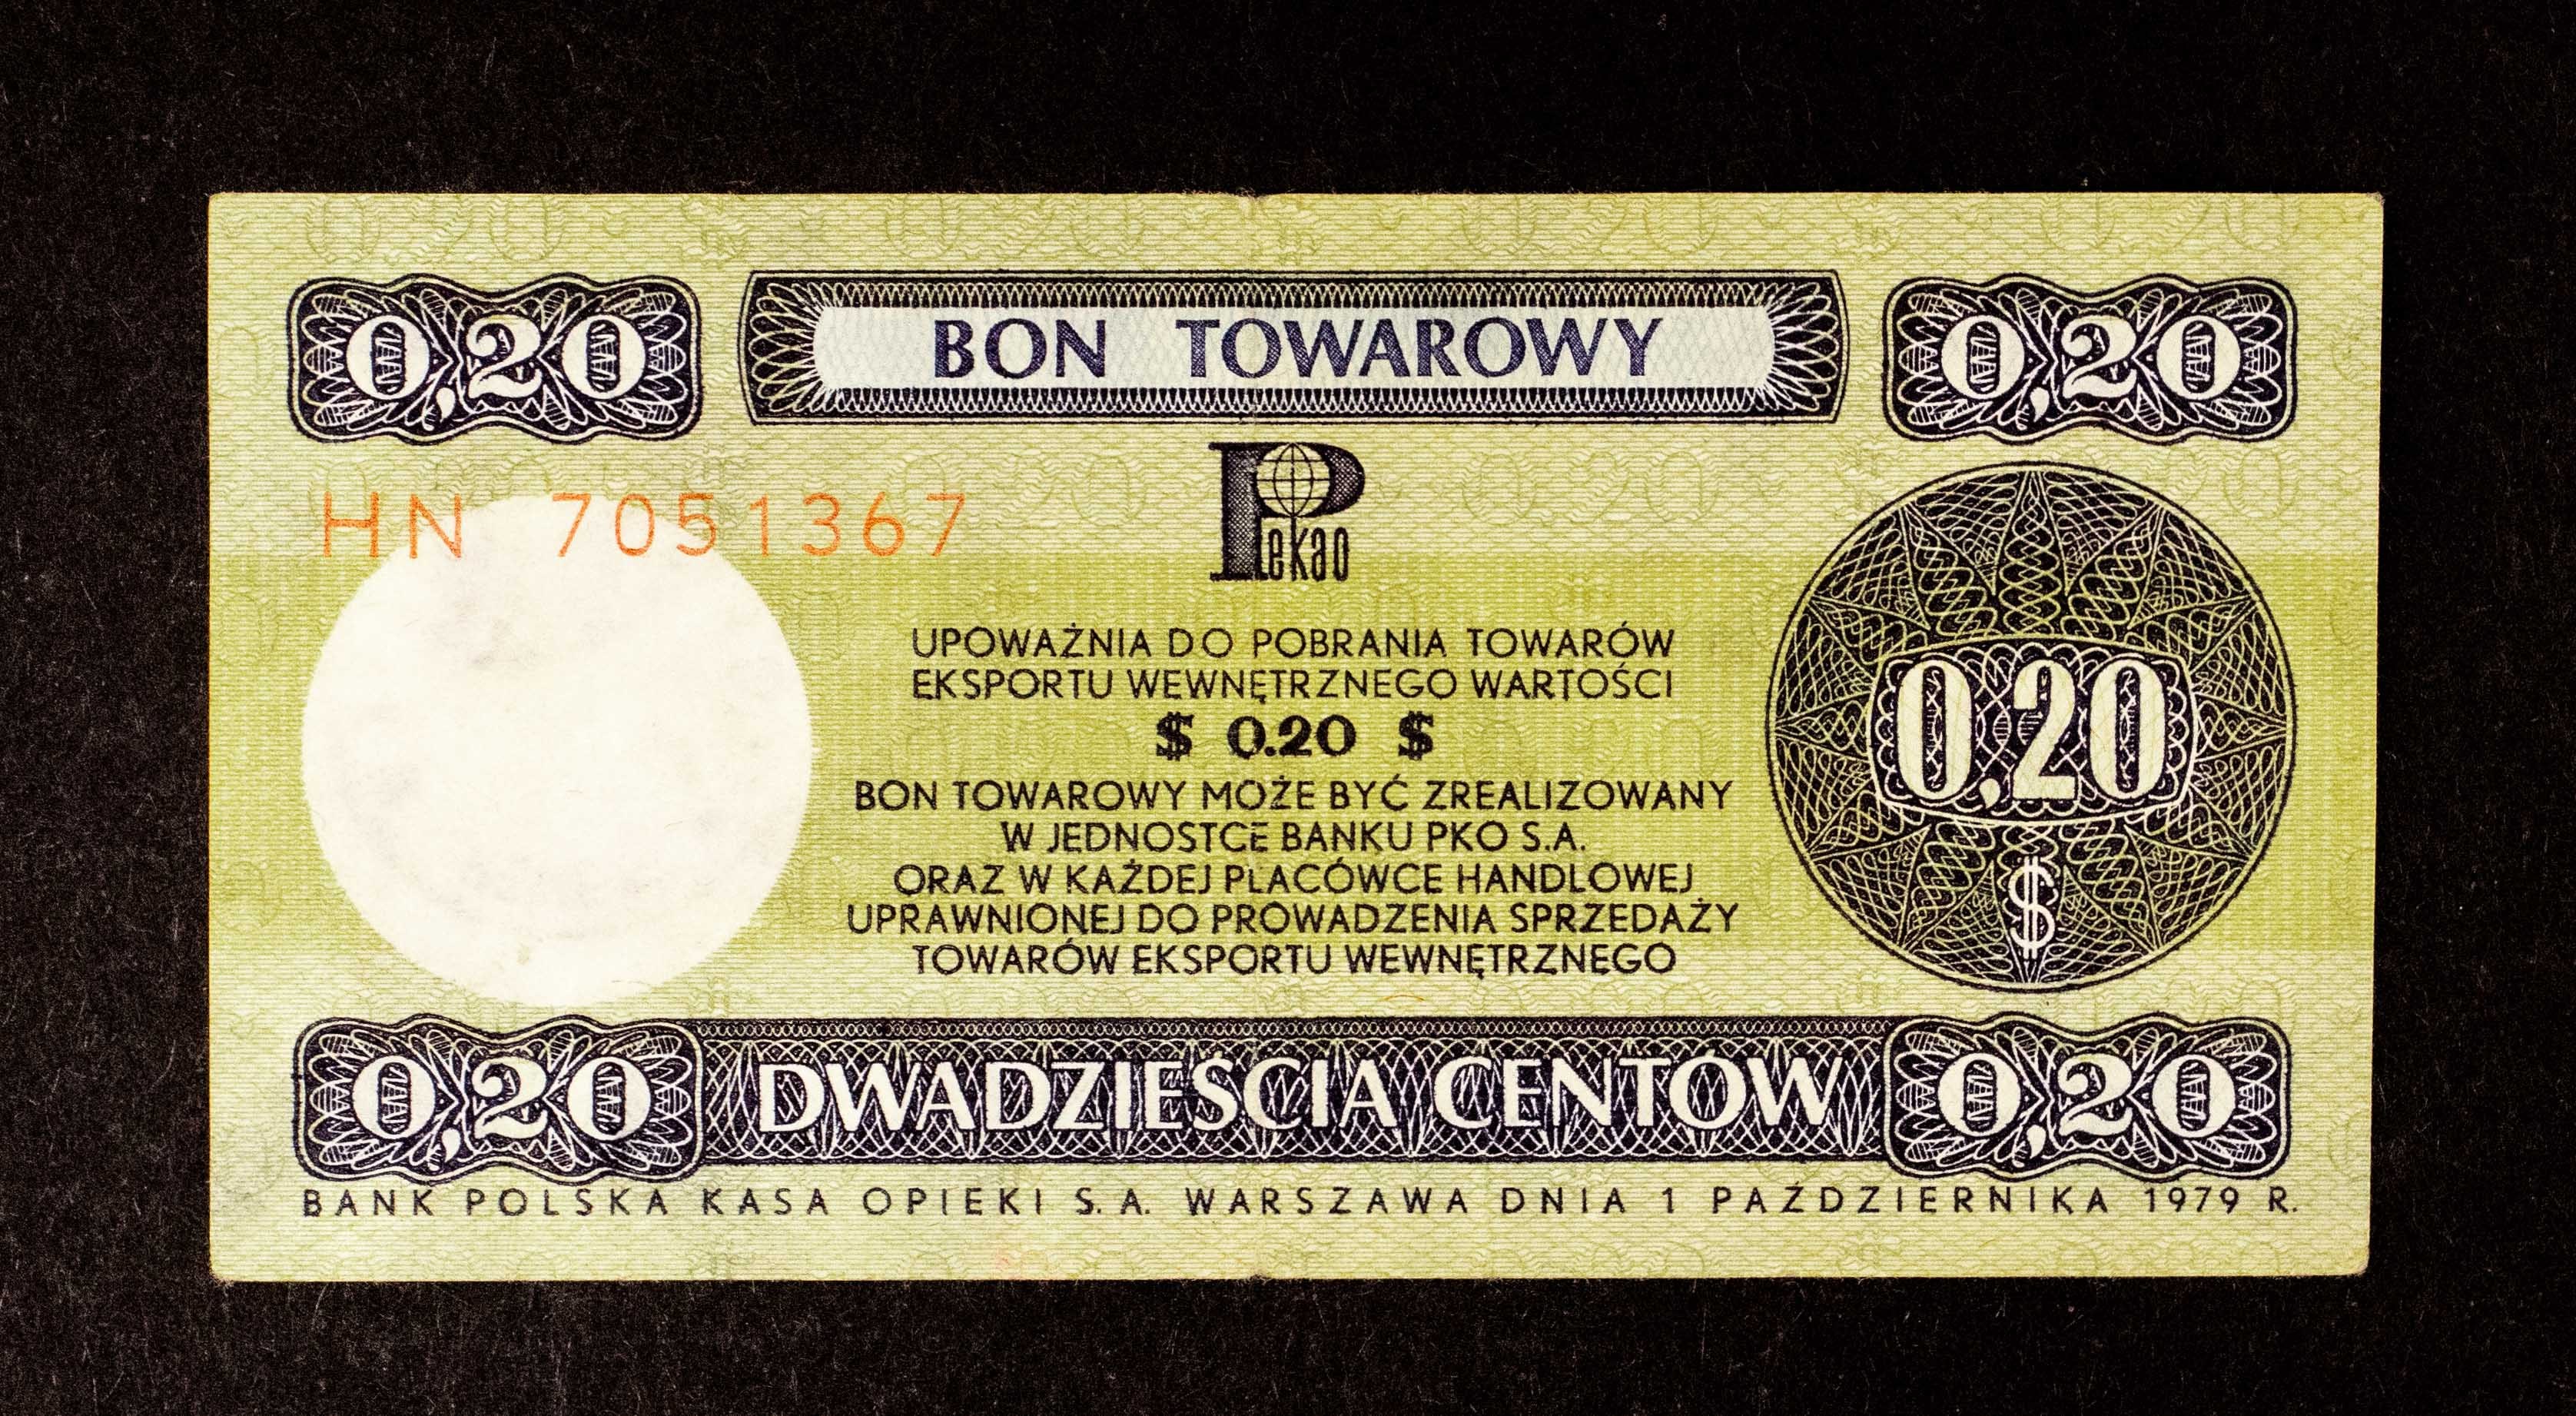 0,20 BON TOWAROWY 0,20
HN 7051367
Pekao
UPOWAŻNIA DO POBRANIA TOWARÓW
EKSPORTU WEWNĘTRZNEGO WARTOŚCI
$ 0.20 $
BON TOWAROWY MOŻE BYĆ ZREALIZOWANY
W JEDNOSTCE BANKU PKO S.A.
ORAZ W KAŻDEJ PLACÓWCE HANDLOWEJ
UPRAWNIONEJ DO PROWADZENIA SPRZEDAŻY
TOWARÓW EKSPORTU WEWNĘTRZNEGO
0,20
$
0,20 DWADZIEŚCIA CENTÓW 0,20
BANK POLSKA KASA OPIEKI S.A. WARSZAWA DNIA 1 PAŹDZIERNIKA 1979 R.